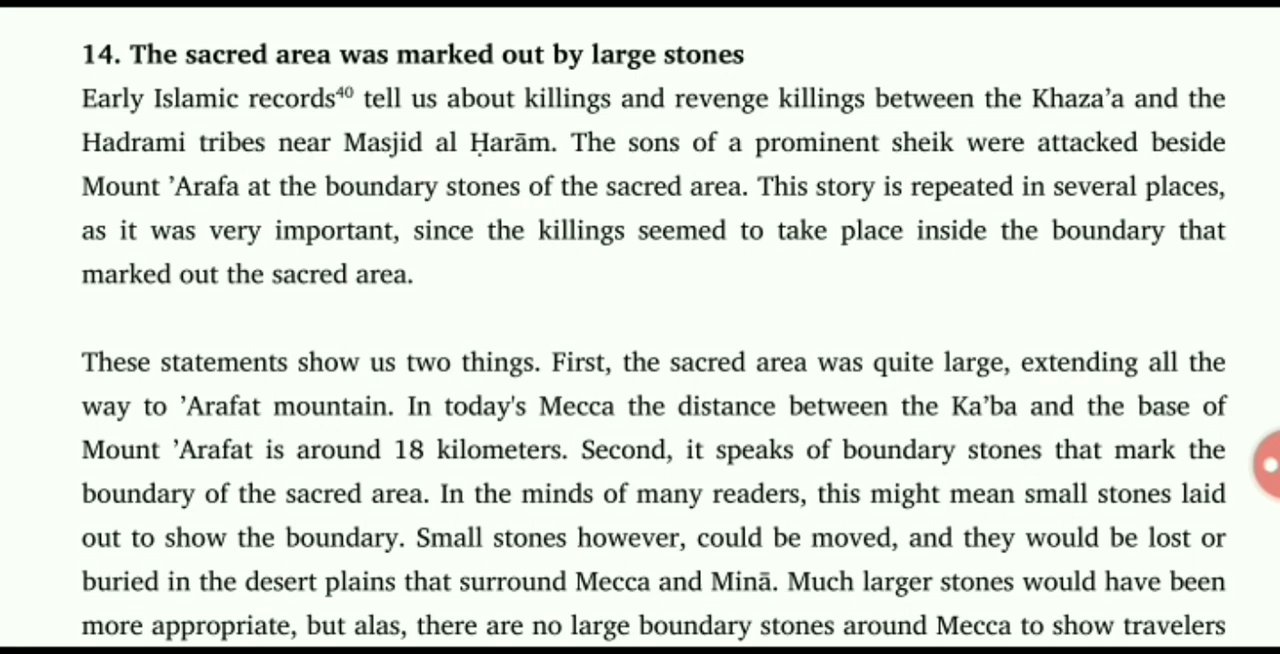 14. The sacred area was marked out by large stones
Early Islamic records⁴⁰ tell us about killings and revenge killings between the Khaza’a and the
Hadrami tribes near Masjid al Ḥarām. The sons of a prominent sheik were attacked beside
Mount ’Arafa at the boundary stones of the sacred area. This story is repeated in several places,
as it was very important, since the killings seemed to take place inside the boundary that
marked out the sacred area.
These statements show us two things. First, the sacred area was quite large, extending all the
way to ’Arafat mountain. In today's Mecca the distance between the Ka’ba and the base of
Mount ’Arafat is around 18 kilometers. Second, it speaks of boundary stones that mark the
boundary of the sacred area. In the minds of many readers, this might mean small stones laid
out to show the boundary. Small stones however, could be moved, and they would be lost or
buried in the desert plains that surround Mecca and Minā. Much larger stones would have been
more appropriate, but alas, there are no large boundary stones around Mecca to show travelers